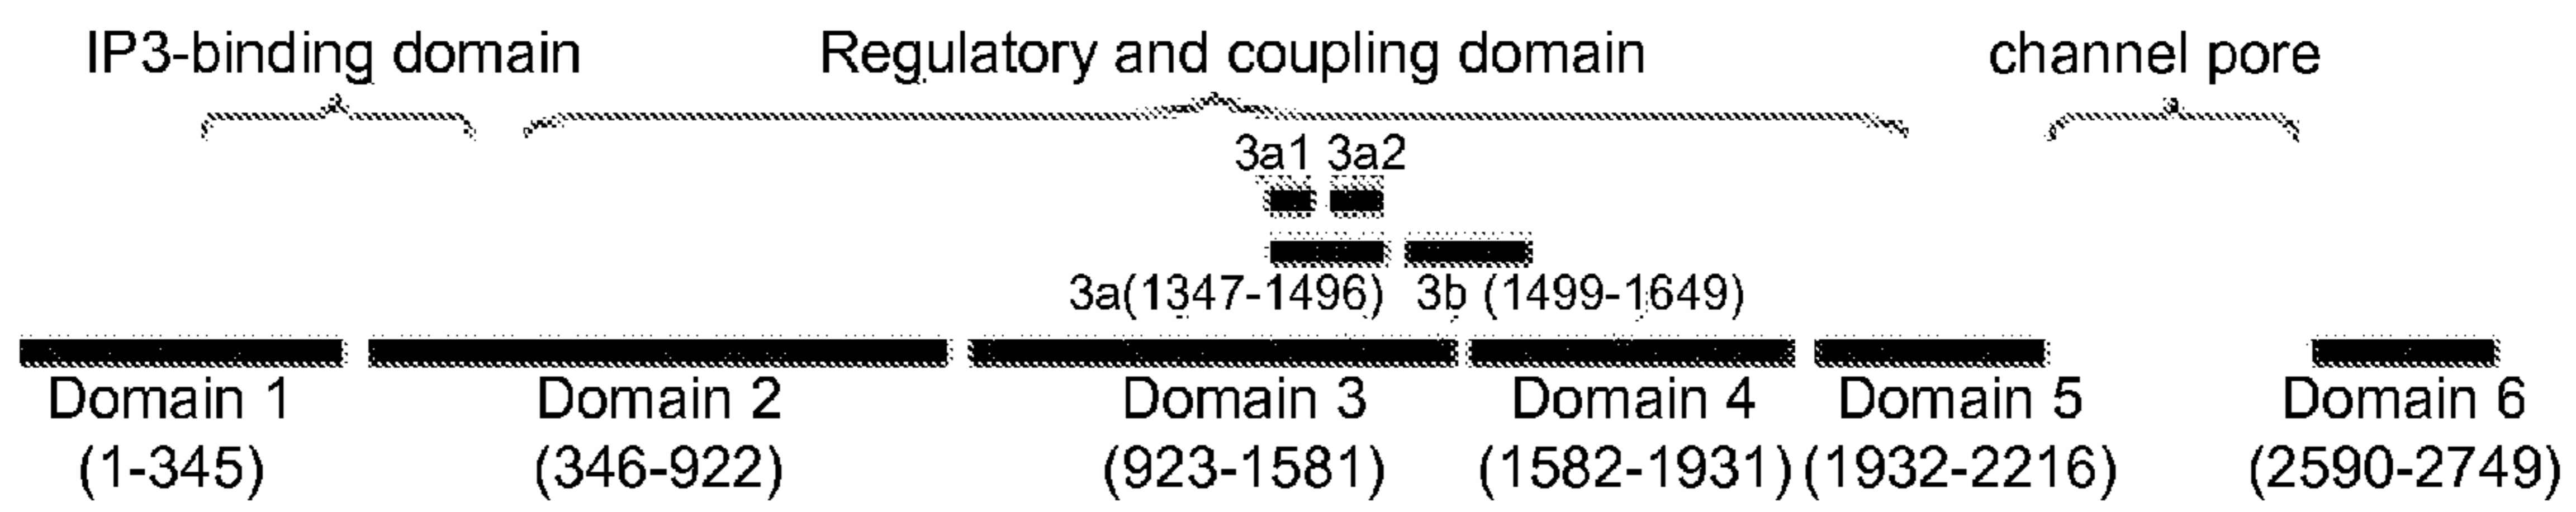 IP3-binding domain Regulatory and coupling domain channel pore
3a1 3a2
3a(1347-1496) 3b (1499-1649)
Domain 1 Domain 2 Domain 3 Domain 4 Domain 5 Domain 6
(1-345) (346-922) (923-1581) (1582-1931) (1932-2216) (2590-2749)